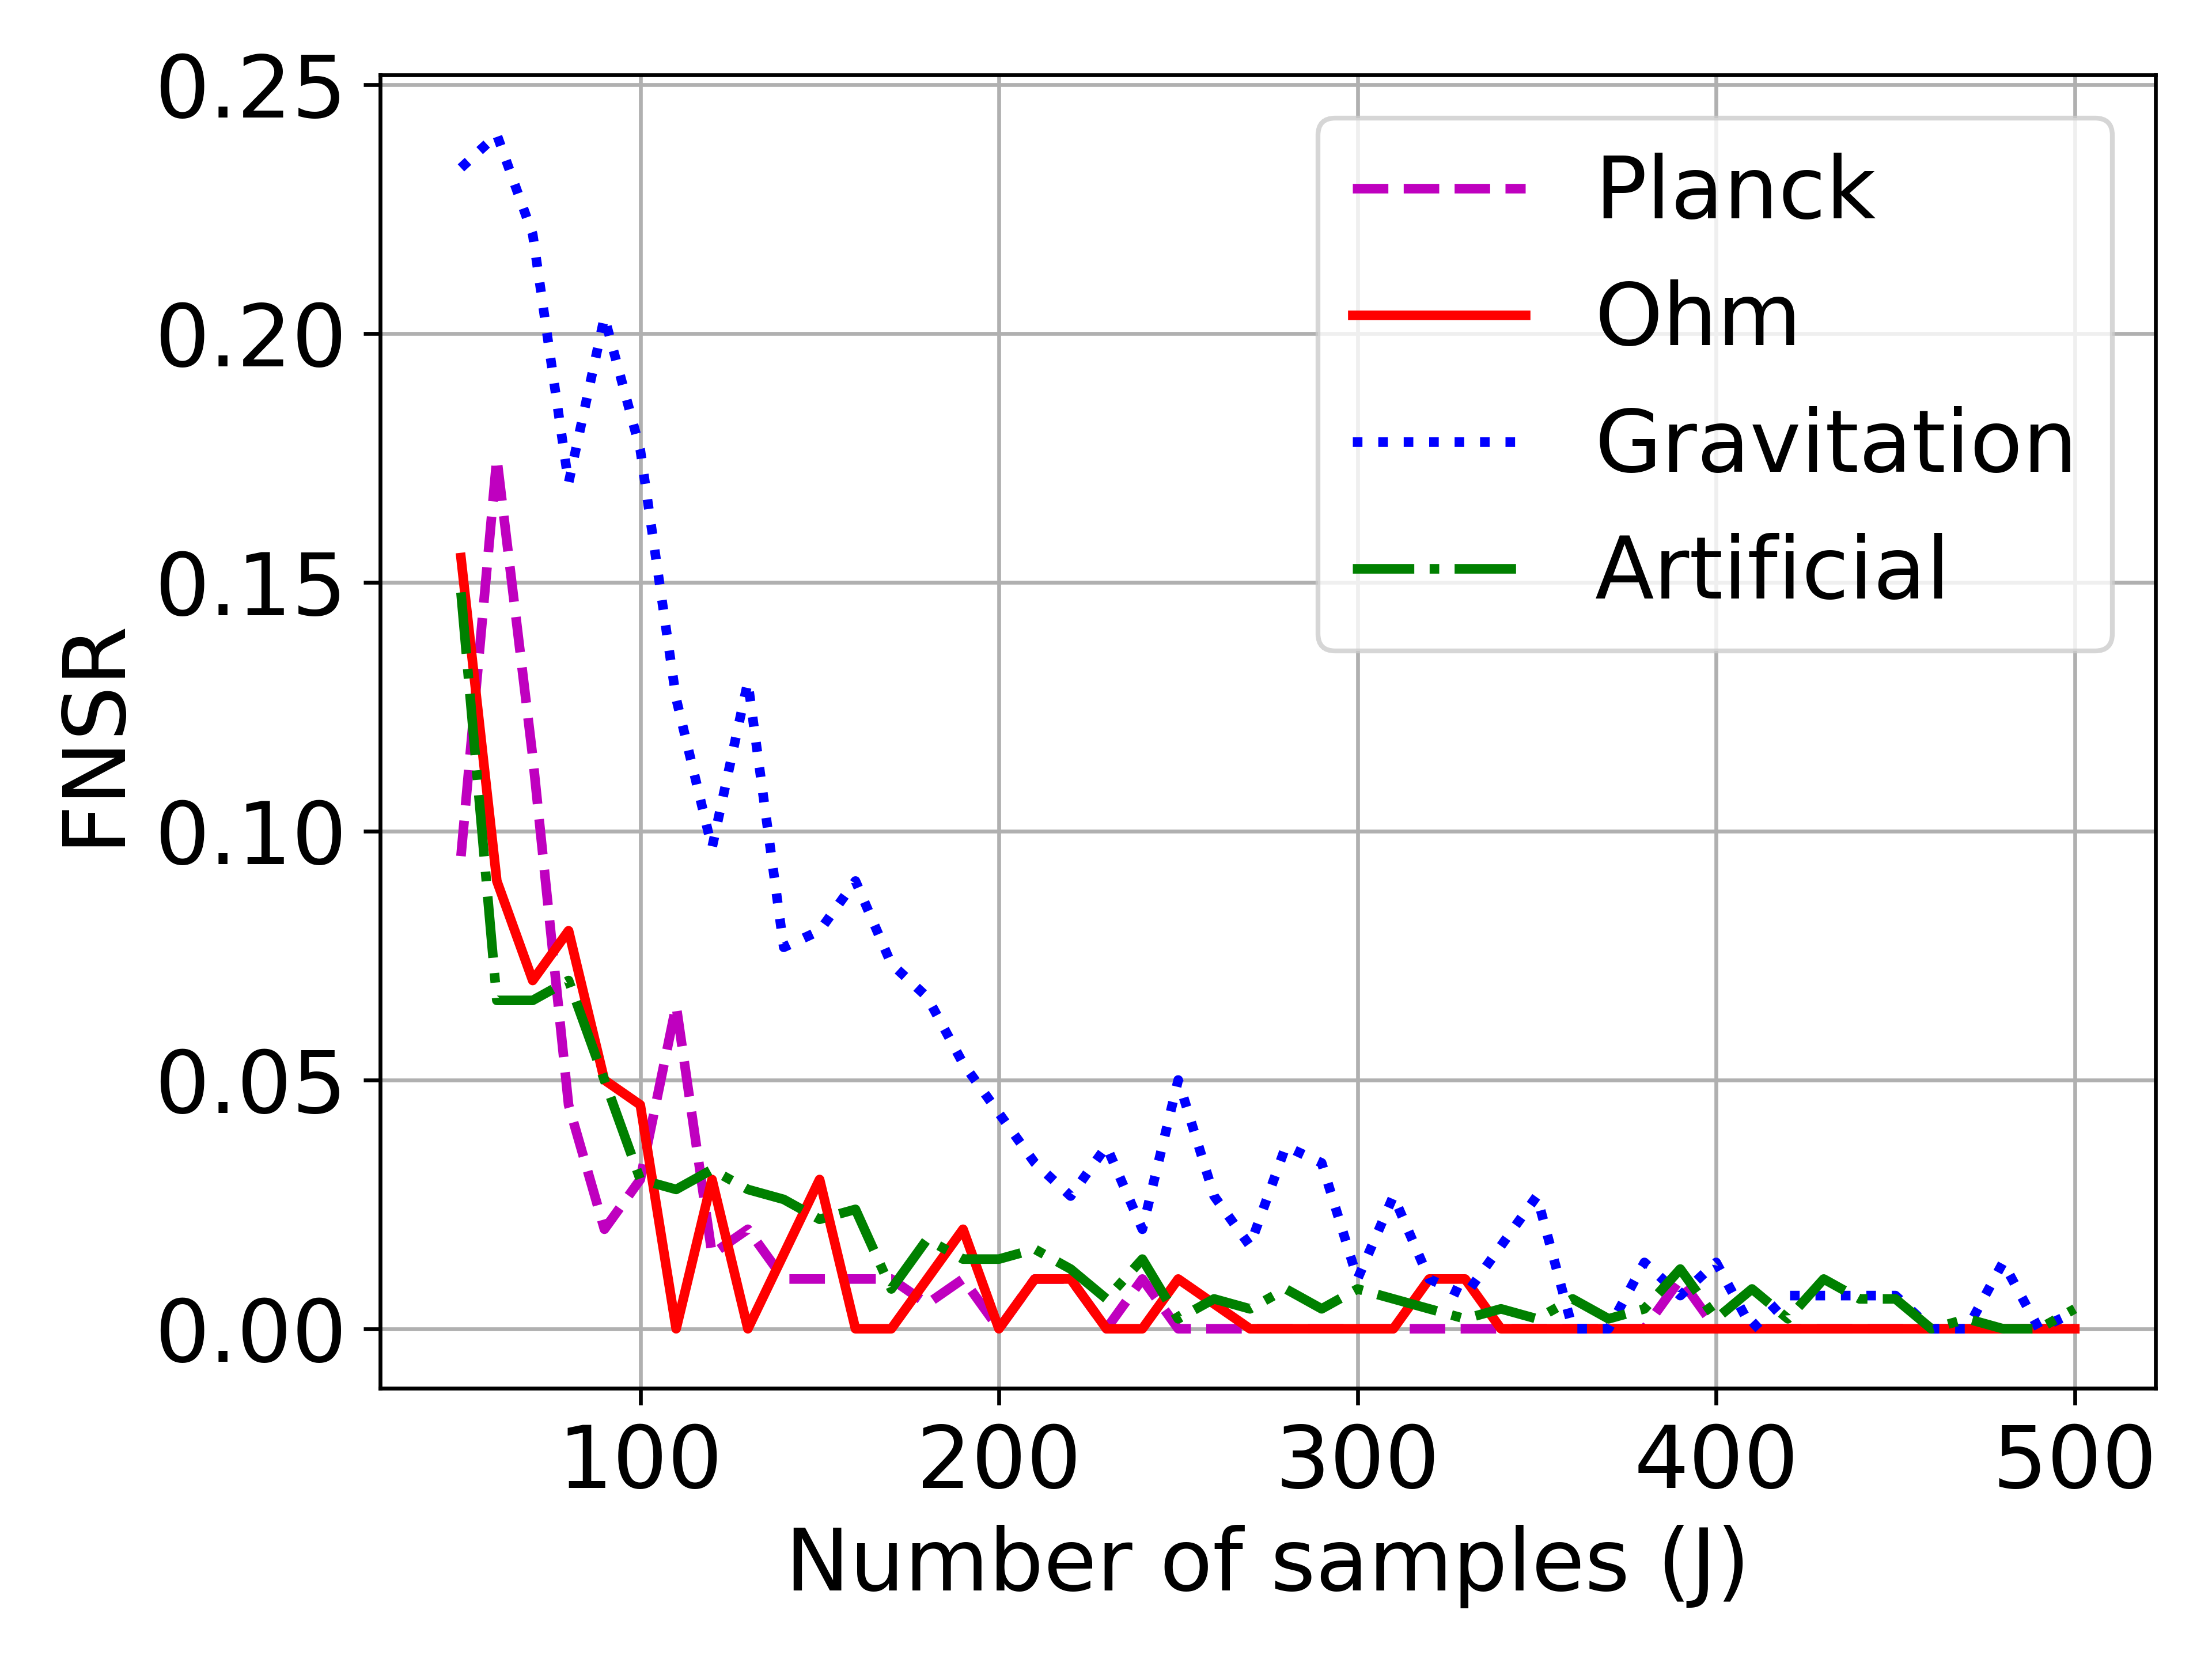 0.25
0.20
0.15
0.10
0.05
0.00
FNSR
Planck
Ohm
Gravitation
Artificial
100 200 300 400 500
Number of samples (J)